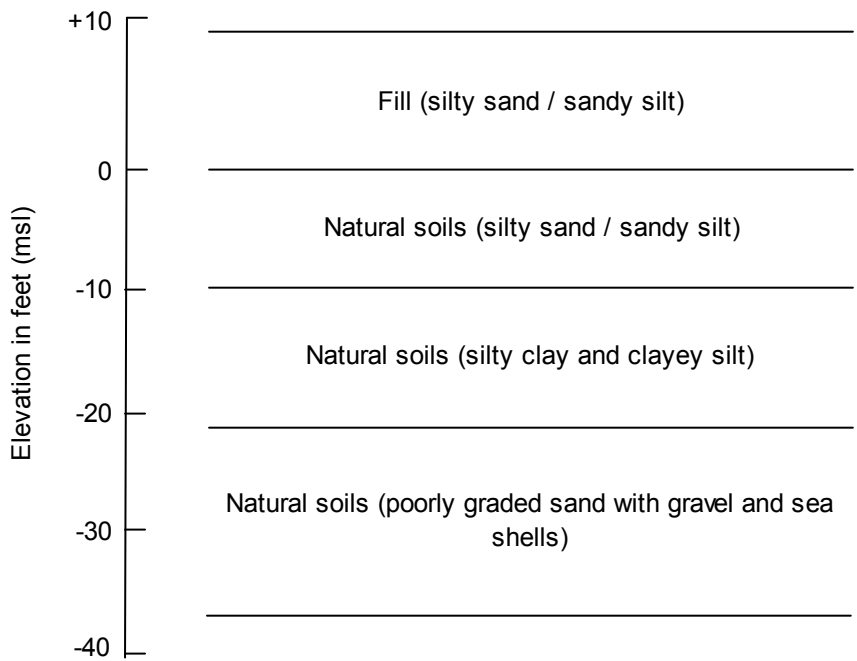 +10
Fill (silty sand / sandy silt)
0
Natural soils (silty sand / sandy silt)
-10
Natural soils (silty clay and clayey silt)
-20
Natural soils (poorly graded sand with gravel and sea
shells)
-30
-40
Elevation in feet (msl)